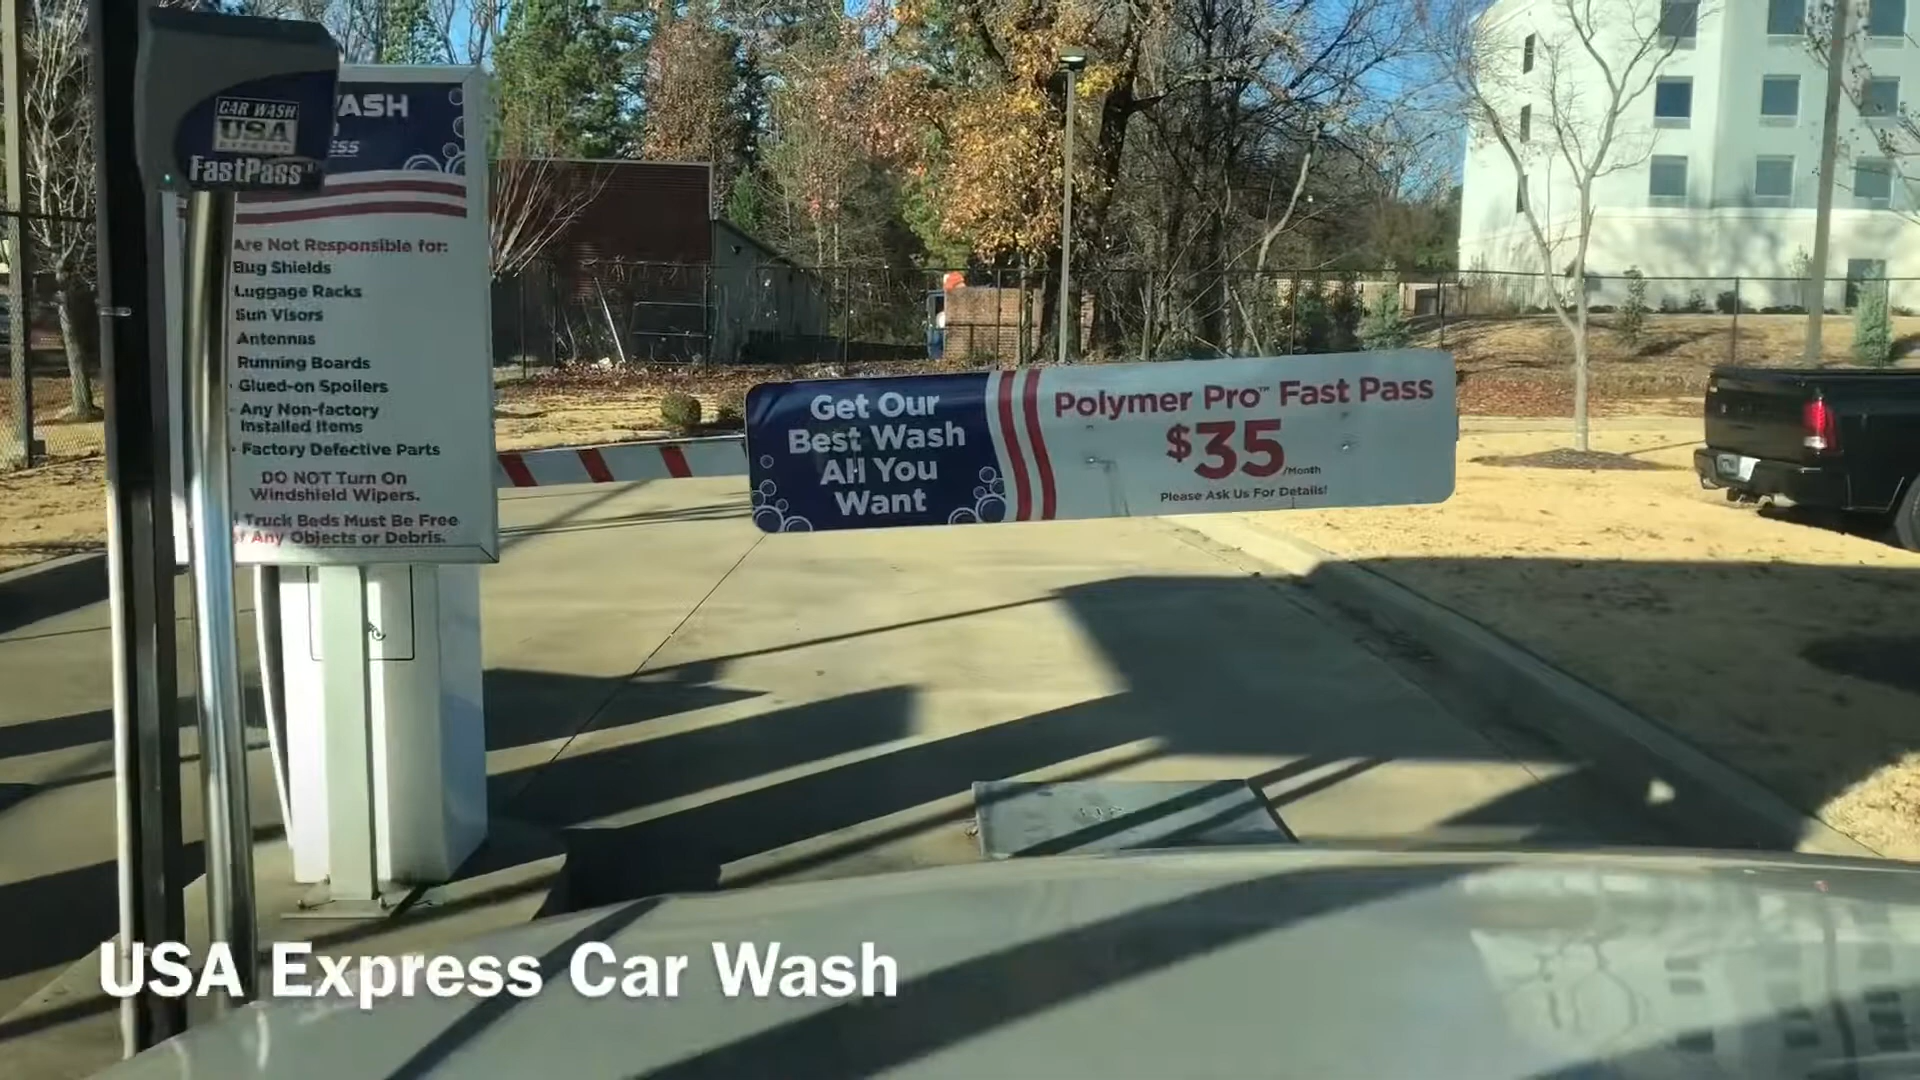 CAR WASH
USA
EXPRESS
FastPass
WASH
Are Not Responsible for:
Bug Shields
Luggage Racks
Sun Visors
Antennas
Running Boards
· Glued-on Spoilers
· Any Non-factory
Installed Items
· Factory Defective Parts
DO NOT Turn On
Windshield Wipers.
Truck Beds Must Be Free
Any Objects or Debris.
Get Our
Best Wash
All You
Want
Polymer Pro™ Fast Pass
$35/Month
Please Ask Us For Details!
USA Express Car Wash